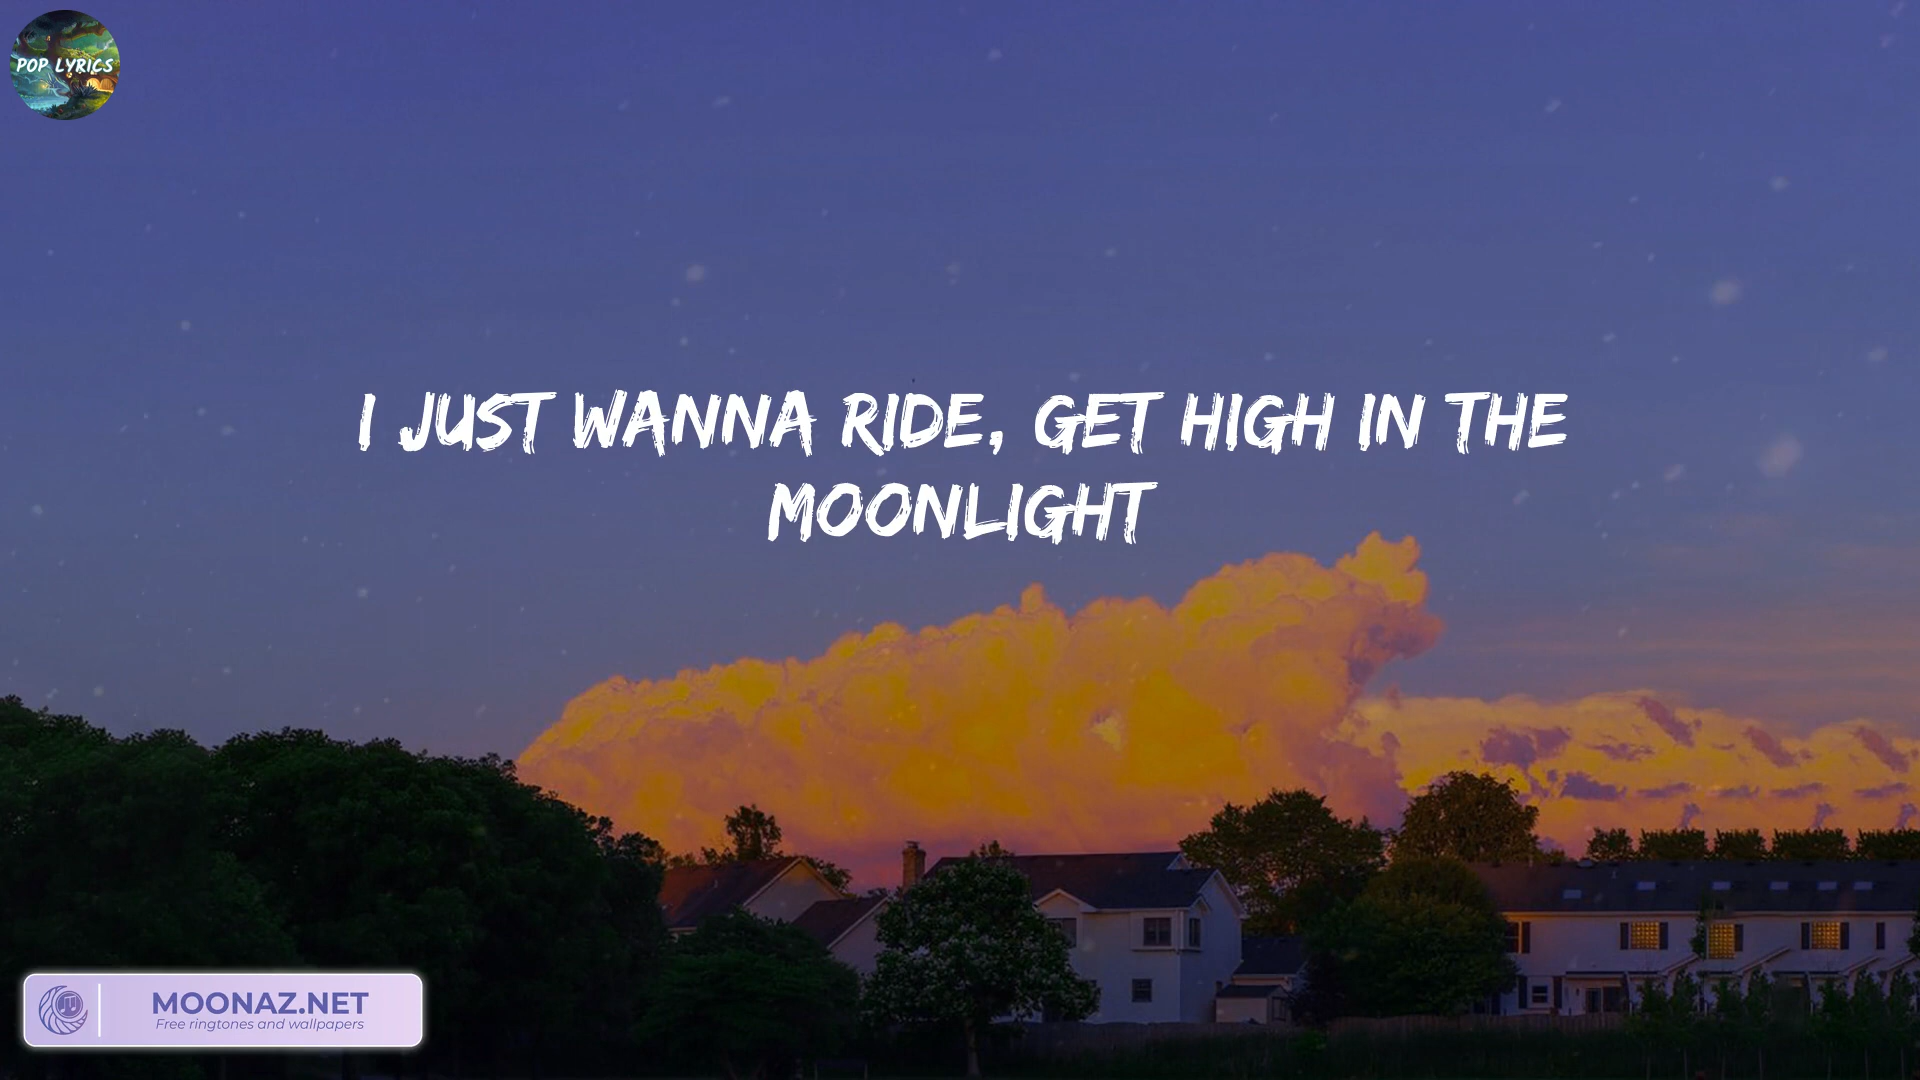 POP LYRICS
I JUST WANNA RIDE, GET HIGH IN THE
MOONLIGHT
MOONAZ.NET
Free ringtones and wallpapers